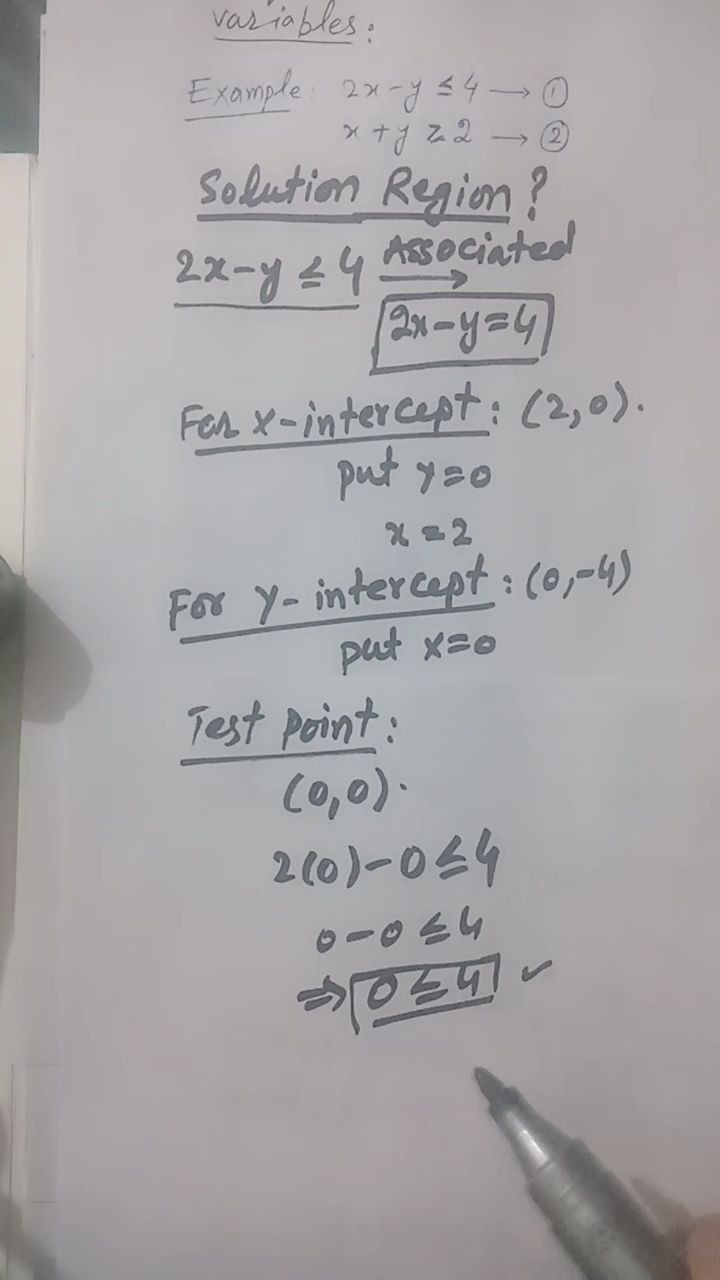 variables:
Example: 2x-y ≤ 4 → ①
x+y ≥ 2 → ②
Solution Region?
2x-y ≤ 4 Associated →
2x-y=4
For x-intercept: (2,0).
put y=0
x=2
For y-intercept: (0,-4)
put x=0
Test point:
(0,0).
2(0)-0≤4
0-0≤4
⇒ 0≤4 ✓